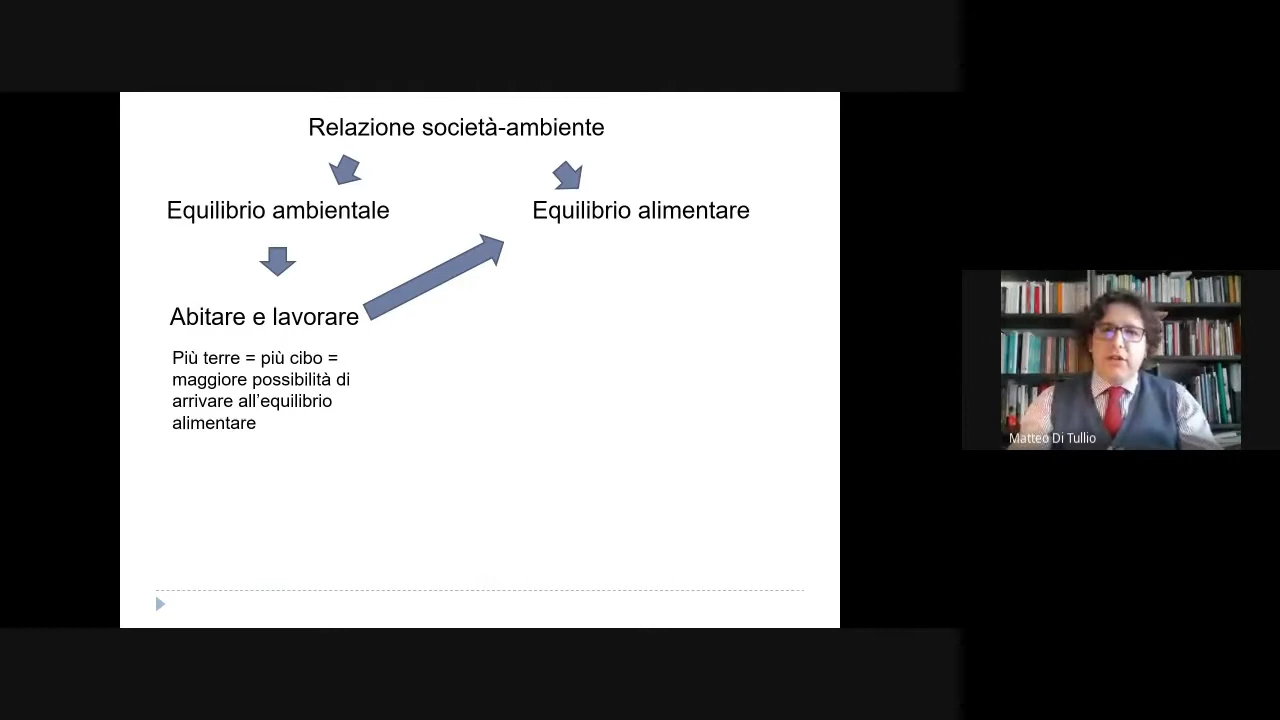 Relazione società-ambiente
Equilibrio ambientale
Equilibrio alimentare
Abitare e lavorare
Più terre = più cibo =
maggiore possibilità di
arrivare all’equilibrio
alimentare
Matteo Di Tullio